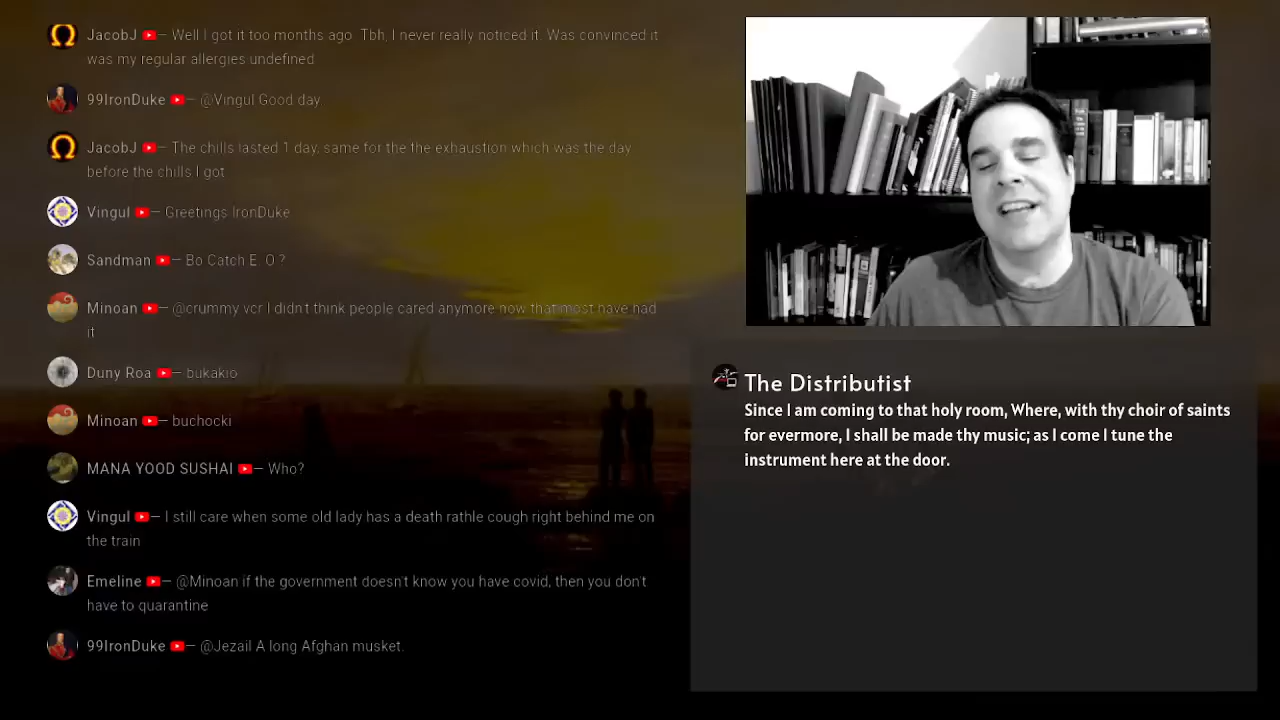 JacobJ — Well I got it too months ago. Tbh, I never really noticed it. Was convinced it
was my regular allergies undefined
99IronDuke — @Vingul Good day.
JacobJ — The chills lasted 1 day, same for the the exhaustion which was the day
before the chills I got
Vingul — Greetings IronDuke
Sandman — Bo Catch E. O ?
Minoan — @crummy vcr I didn't think people cared anymore now that most have had
it
Duny Roa — bukakio
Minoan — buchocki
MANA YOOD SUSHAI — Who?
Vingul — I still care when some old lady has a death rathle cough right behind me on
the train
Emeline — @Minoan if the government doesn't know you have covid, then you don't
have to quarantine
99IronDuke — @Jezail A long Afghan musket.
The Distributist
Since I am coming to that holy room, Where, with thy choir of saints
for evermore, I shall be made thy music; as I come I tune the
instrument here at the door.